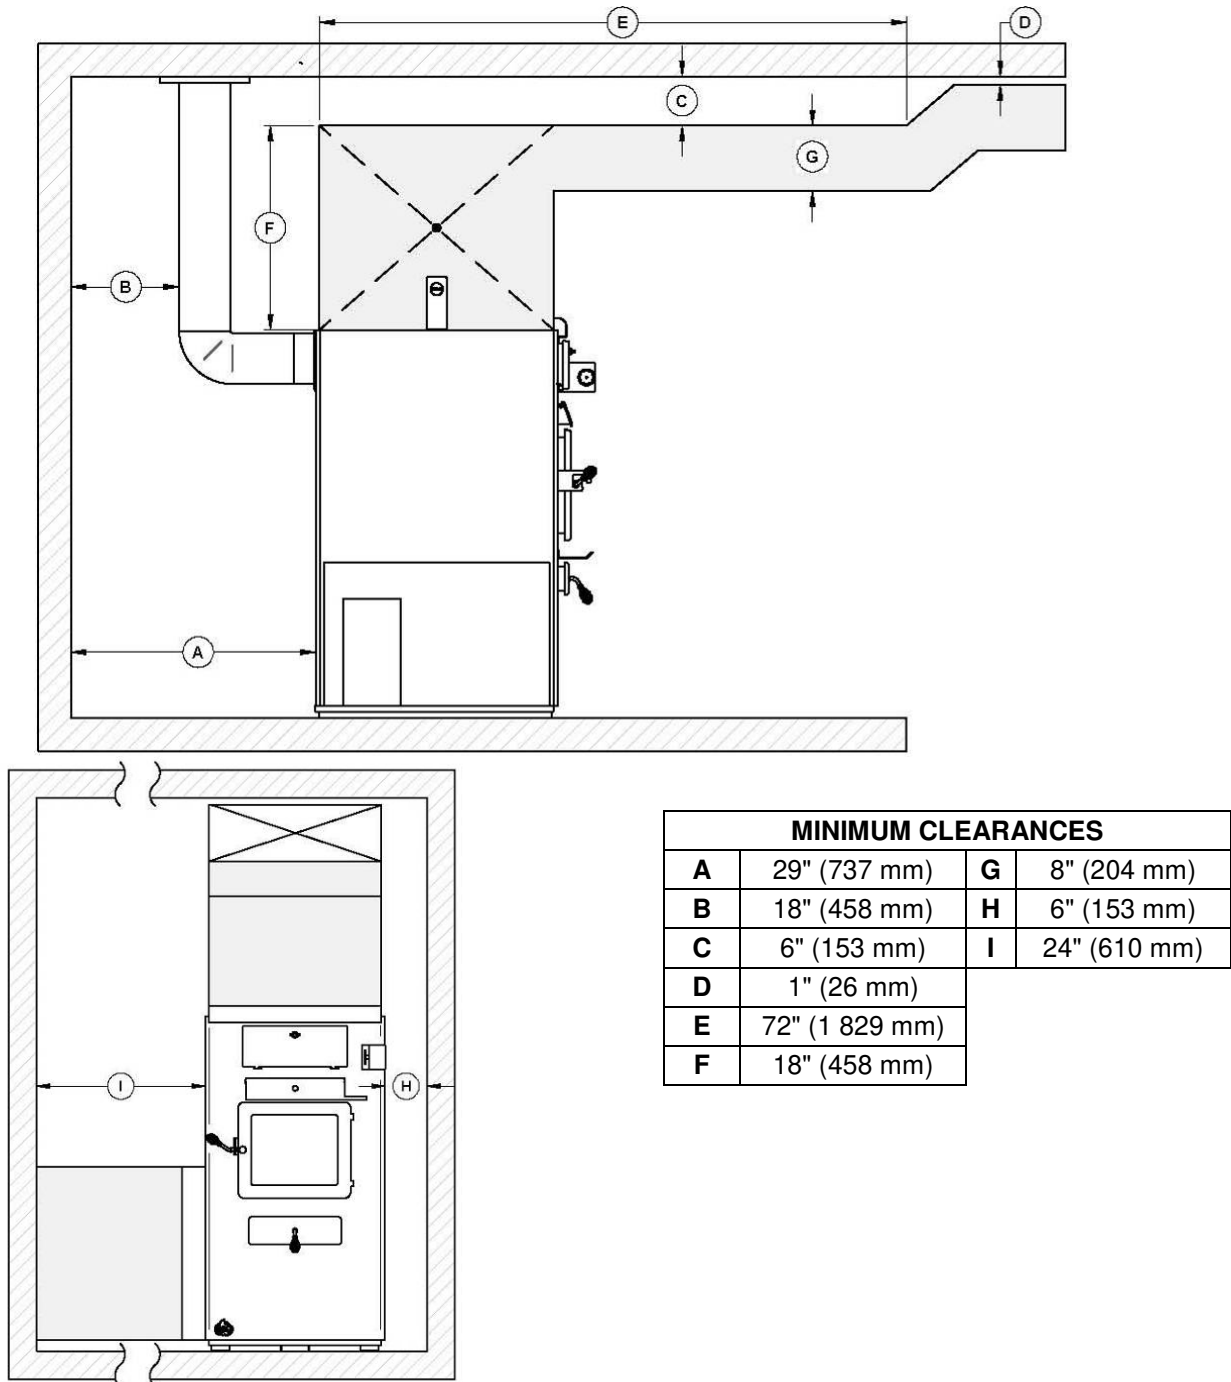 E
D
C
G
F
B
A
MINIMUM CLEARANCES
A 29" (737 mm) G 8" (204 mm)
B 18" (458 mm) H 6" (153 mm)
C 6" (153 mm) I 24" (610 mm)
D 1" (26 mm)
E 72" (1 829 mm)
F 18" (458 mm)
I
H